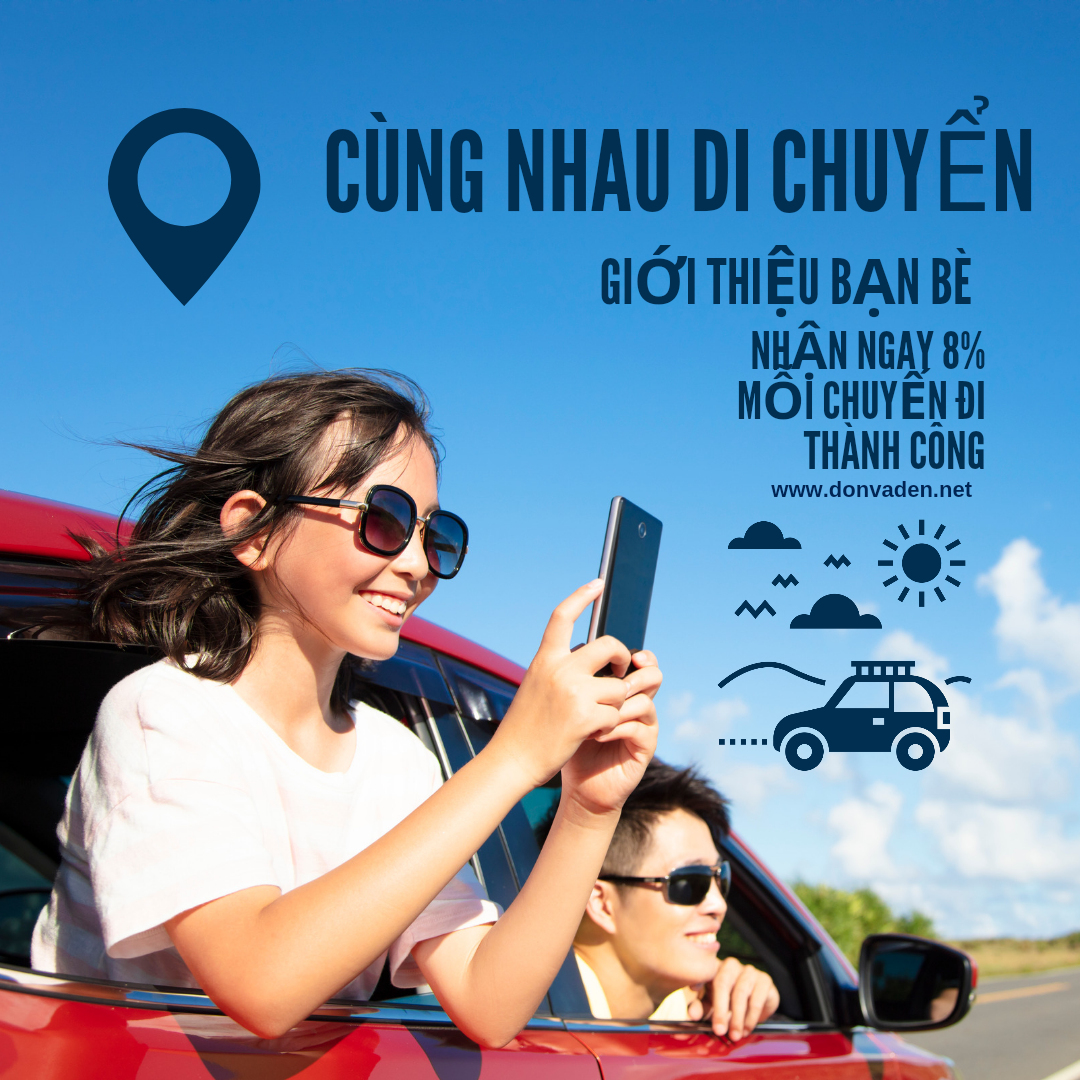 CÙNG NHAU DI CHUYỂN
GIỚI THIỆU BẠN BÈ
NHẬN NGAY 8%
MỖI CHUYẾN ĐI
THÀNH CÔNG
www.donvaden.net